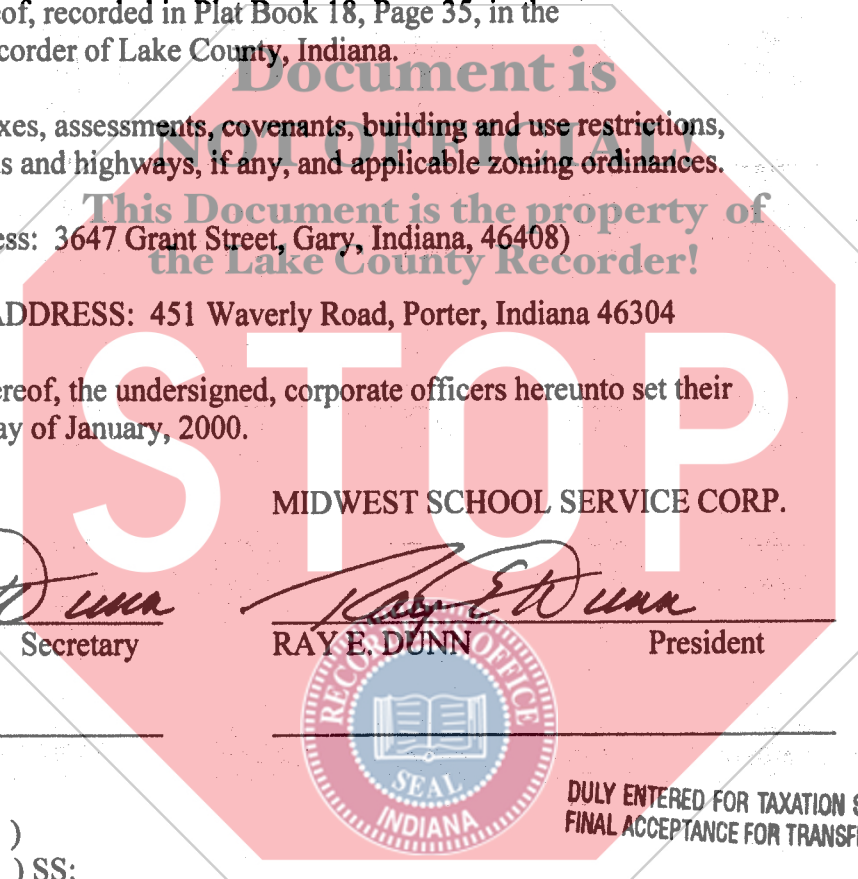 eof, recorded in Plat Book 18, Page 35, in the
corder of Lake County, Indiana.
Document is
xes, assessments, covenants, building and use restrictions,
NOT OFFICIAL!
s and highways, if any, and applicable zoning ordinances.
This Document is the property of
ess: 3647 Grant Street, Gary, Indiana, 46408)
the Lake County Recorder!
ADDRESS: 451 Waverly Road, Porter, Indiana 46304
STOP
ereof, the undersigned, corporate officers hereunto set their
ay of January, 2000.
MIDWEST SCHOOL SERVICE CORP.
Dunn Ray E Dunn
Secretary RAY E. DUNN President
RECORDER'S OFFICE
SEAL
INDIANA
DULY ENTERED FOR TAXATION S
FINAL ACCEPTANCE FOR TRANSF
)
) SS: